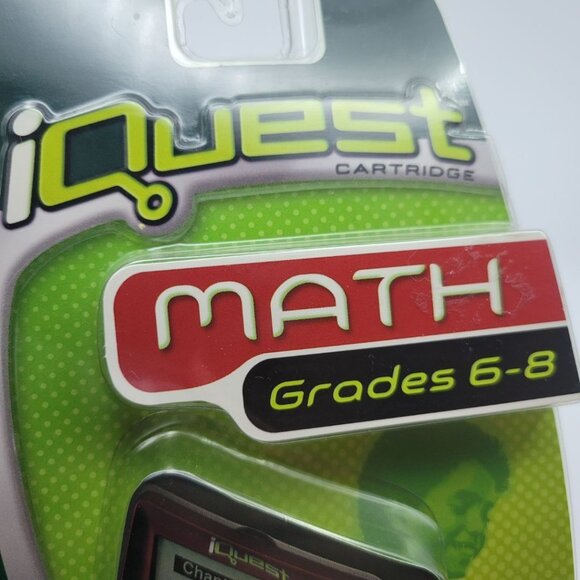 iQuest
CARTRIDGE
MATH
Grades 6-8
iQuest